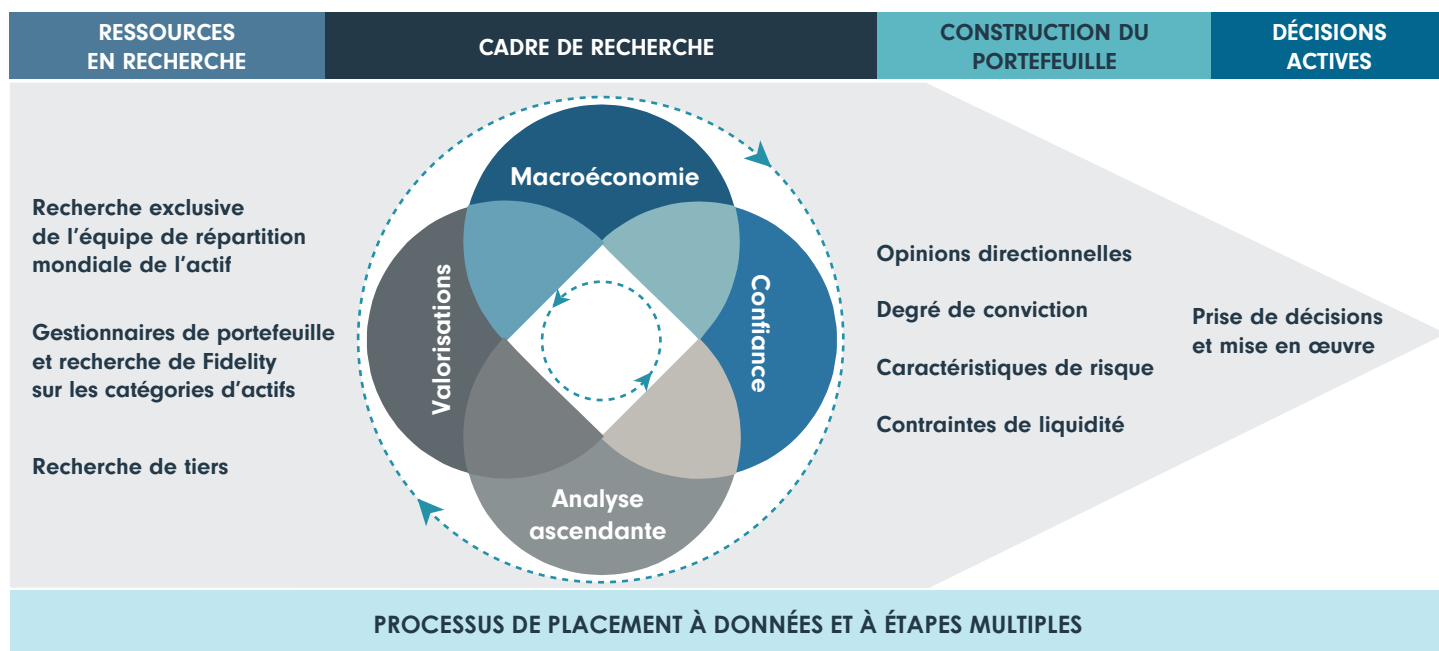 RESSOURCES
EN RECHERCHE
CADRE DE RECHERCHE
CONSTRUCTION DU
PORTEFEUILLE
DÉCISIONS
ACTIVES
Recherche exclusive
de l’équipe de répartition
mondiale de l’actif
Gestionnaires de portefeuille
et recherche de Fidelity
sur les catégories d’actifs
Recherche de tiers
Macroéconomie
Valorisations
Confiance
Analyse
ascendante
Opinions directionnelles
Degré de conviction
Caractéristiques de risque
Contraintes de liquidité
Prise de décisions
et mise en œuvre
PROCESSUS DE PLACEMENT À DONNÉES ET À ÉTAPES MULTIPLES